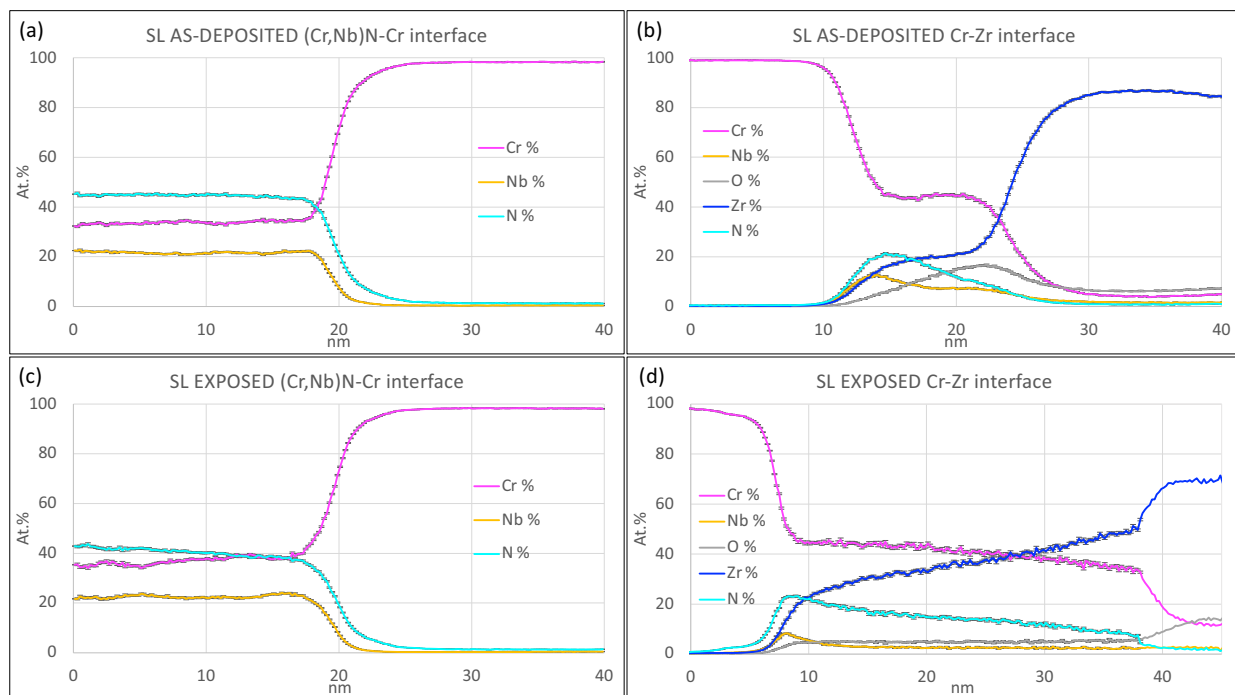 (a)
SL AS-DEPOSITED (Cr,Nb)N-Cr interface
100
80
60
40
20
0
At.%
0 10 20 30 40
nm
Cr %
Nb %
N %
(b)
SL AS-DEPOSITED Cr-Zr interface
100
80
60
40
20
0
At.%
0 10 20 30 40
nm
Cr %
Nb %
O %
Zr %
N %
(c)
SL EXPOSED (Cr,Nb)N-Cr interface
100
80
60
40
20
0
At.%
0 10 20 30 40
nm
Cr %
Nb %
N %
(d)
SL EXPOSED Cr-Zr interface
100
80
60
40
20
0
At.%
0 10 20 30 40
nm
Cr %
Nb %
O %
Zr %
N %